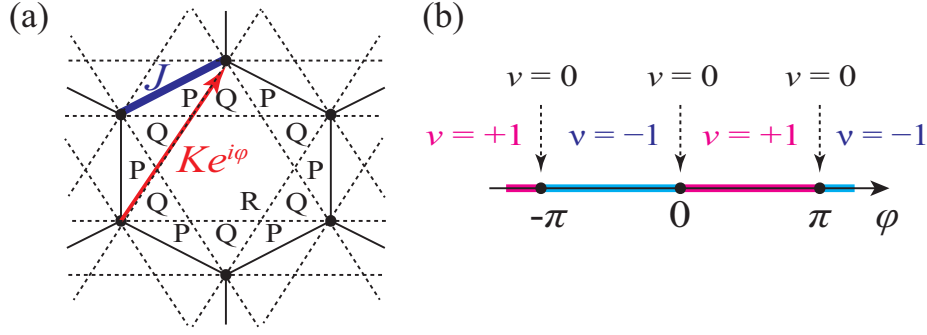 (a)
J
P Q P
Q Q
Ke^{iφ}
P P
Q R Q
P Q P
(b)
ν = 0 ν = 0 ν = 0
ν = +1 ν = −1 ν = +1 ν = −1
-π 0 π φ